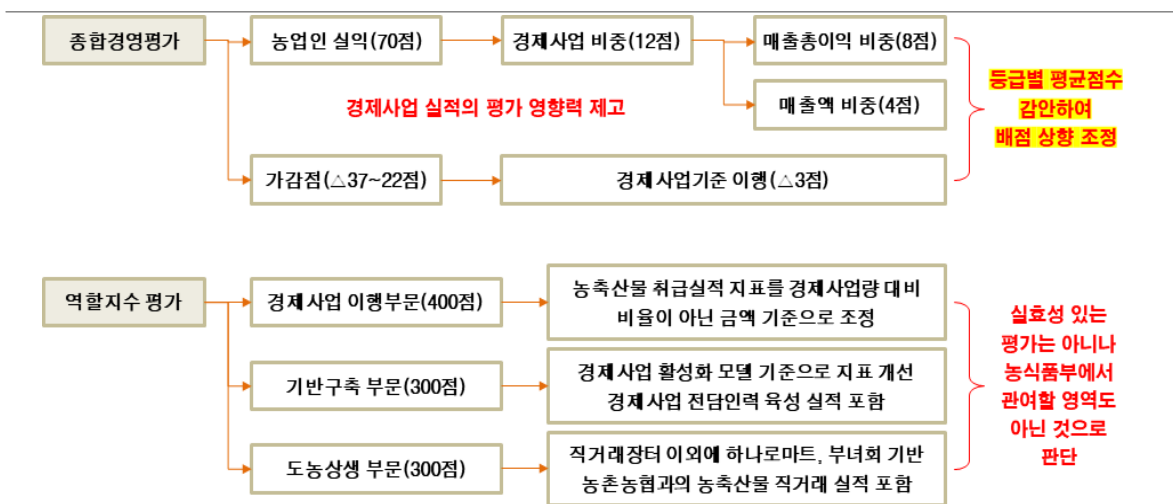 종합경영평가
농업인 실익(70점)
경제사업 비중(12점)
매출총이익 비중(8점)
매출액 비중(4점)
경제사업 실적의 평가 영향력 제고
등급별 평균점수
감안하여
배점 상향 조정
가감점(△37~22점)
경제사업기준 이행(△3점)
역할지수 평가
경제사업 이행부문(400점)
농축산물 취급실적 지표를 경제사업량 대비
비율이 아닌 금액 기준으로 조정
기반구축 부문(300점)
경제사업 활성화 모델 기준으로 지표 개선
경제사업 전담인력 육성 실적 포함
도농상생 부문(300점)
직거래장터 이외에 하나로마트, 부녀회 기반
농촌농협과의 농축산물 직거래 실적 포함
실효성 있는
평가는 아니나
농식품부에서
관여할 영역도
아닌 것으로
판단